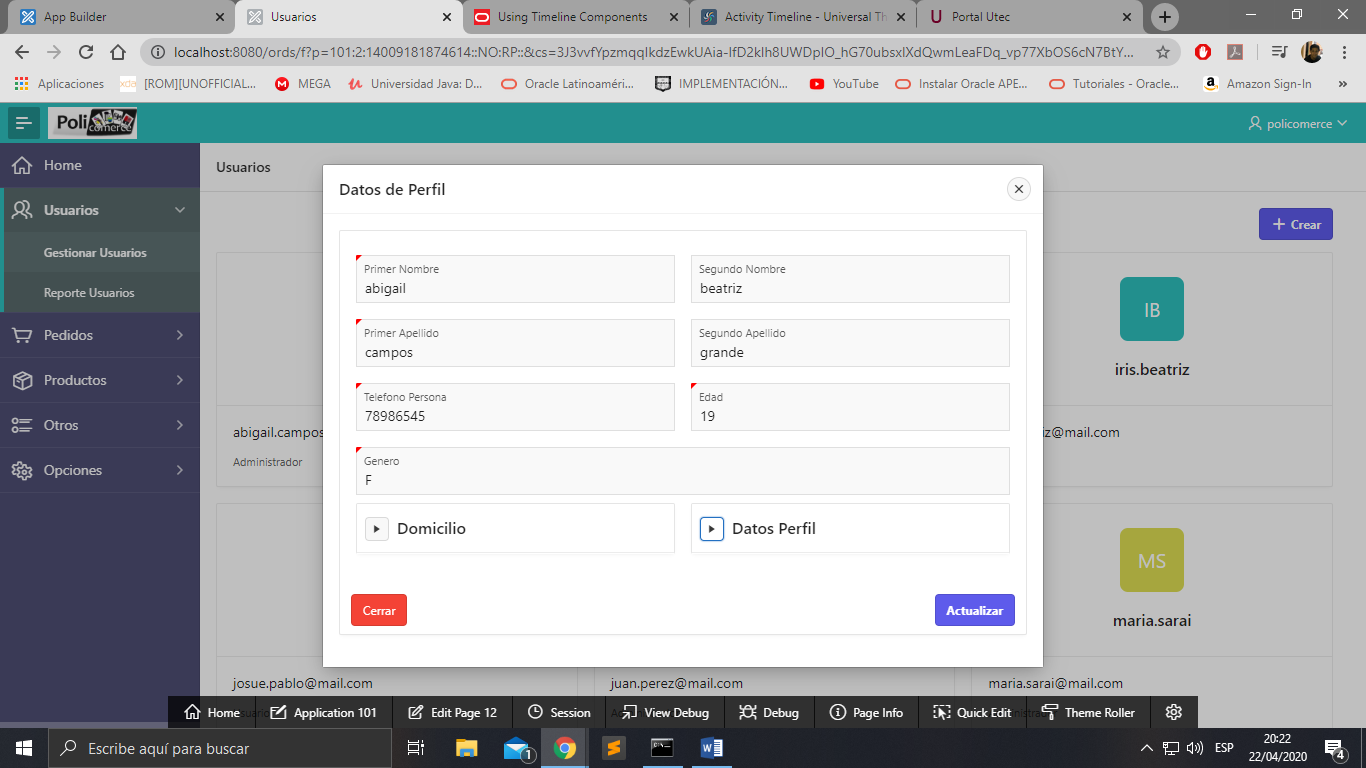 App Builder
Usuarios
Using Timeline Components
Activity Timeline - Universal Th
Portal Utec
localhost:8080/ords/f?p=101:2:14009181874614::NO:RP::&cs=3J3vvfYpzmqqIkdzEwkUAia-IfD2kIh8UWDpIO_hG70ubsxlXdQwmLeaFDq_vp77XbOS6cN7BtY...
Aplicaciones
[ROM][UNOFFICIAL...
MEGA
Universidad Java: D...
Oracle Latinoaméri...
IMPLEMENTACIÓN...
YouTube
Instalar Oracle APE...
Tutoriales - Oracle...
Amazon Sign-In
Policomerce
policomerce
Home
Usuarios
Gestionar Usuarios
Reporte Usuarios
Pedidos
Productos
Otros
Opciones
Usuarios
Crear
Datos de Perfil
Primer Nombre
abigail
Segundo Nombre
beatriz
Primer Apellido
campos
Segundo Apellido
grande
Telefono Persona
78986545
Edad
19
Genero
F
Domicilio
Datos Perfil
Cerrar
Actualizar
abigail.campos
Administrador
IB
iris.beatriz
iz@mail.com
MS
maria.sarai
josue.pablo@mail.com
juan.perez@mail.com
maria.sarai@mail.com
Home
Application 101
Edit Page 12
Session
View Debug
Debug
Page Info
Quick Edit
Theme Roller
Escribe aquí para buscar
1
ESP
20:22
22/04/2020
4